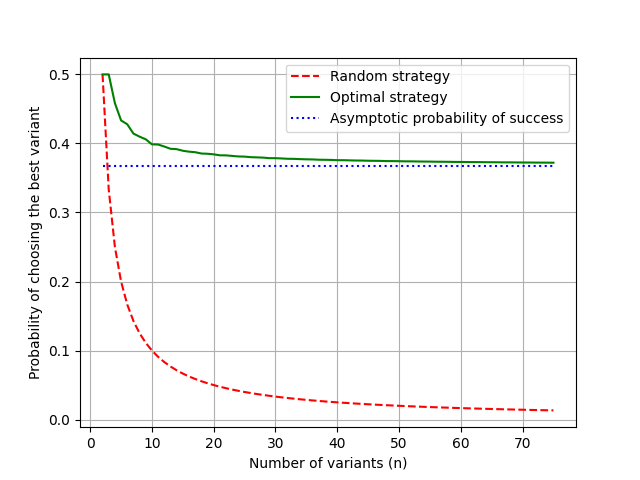 Random strategy
Optimal strategy
Asymptotic probability of success
Probability of choosing the best variant
0.5
0.4
0.3
0.2
0.1
0.0
0 10 20 30 40 50 60 70
Number of variants (n)